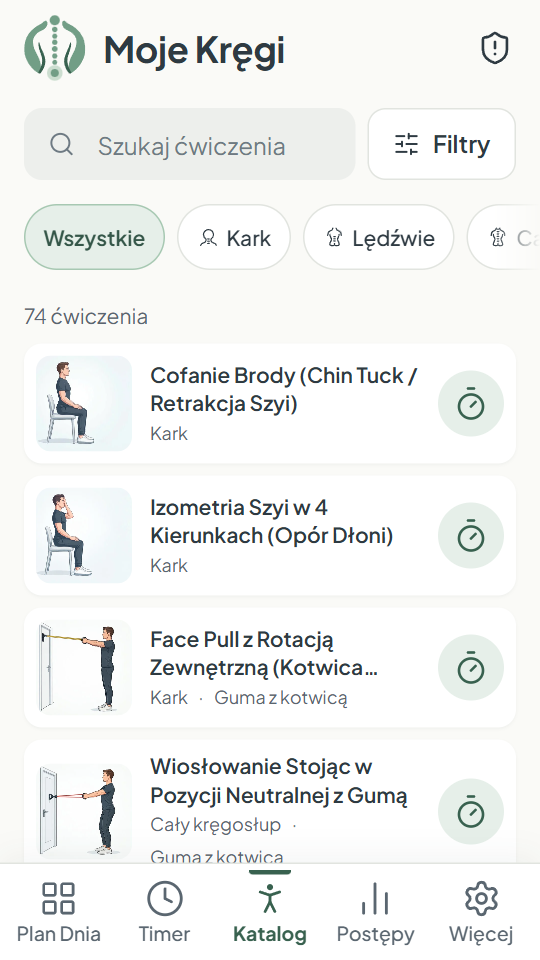 Moje Kręgi
Szukaj ćwiczenia
Filtry
Wszystkie
Kark
Lędźwie
74 ćwiczenia
Cofanie Brody (Chin Tuck /
Retrakcja Szyi)
Kark
Izometria Szyi w 4
Kierunkach (Opór Dłoni)
Kark
Face Pull z Rotacją
Zewnętrzną (Kotwica…
Kark · Guma z kotwicą
Wiosłowanie Stojąc w
Pozycji Neutralnej z Gumą
Cały kręgosłup ·
Guma z kotwicą
Plan Dnia
Timer
Katalog
Postępy
Więcej